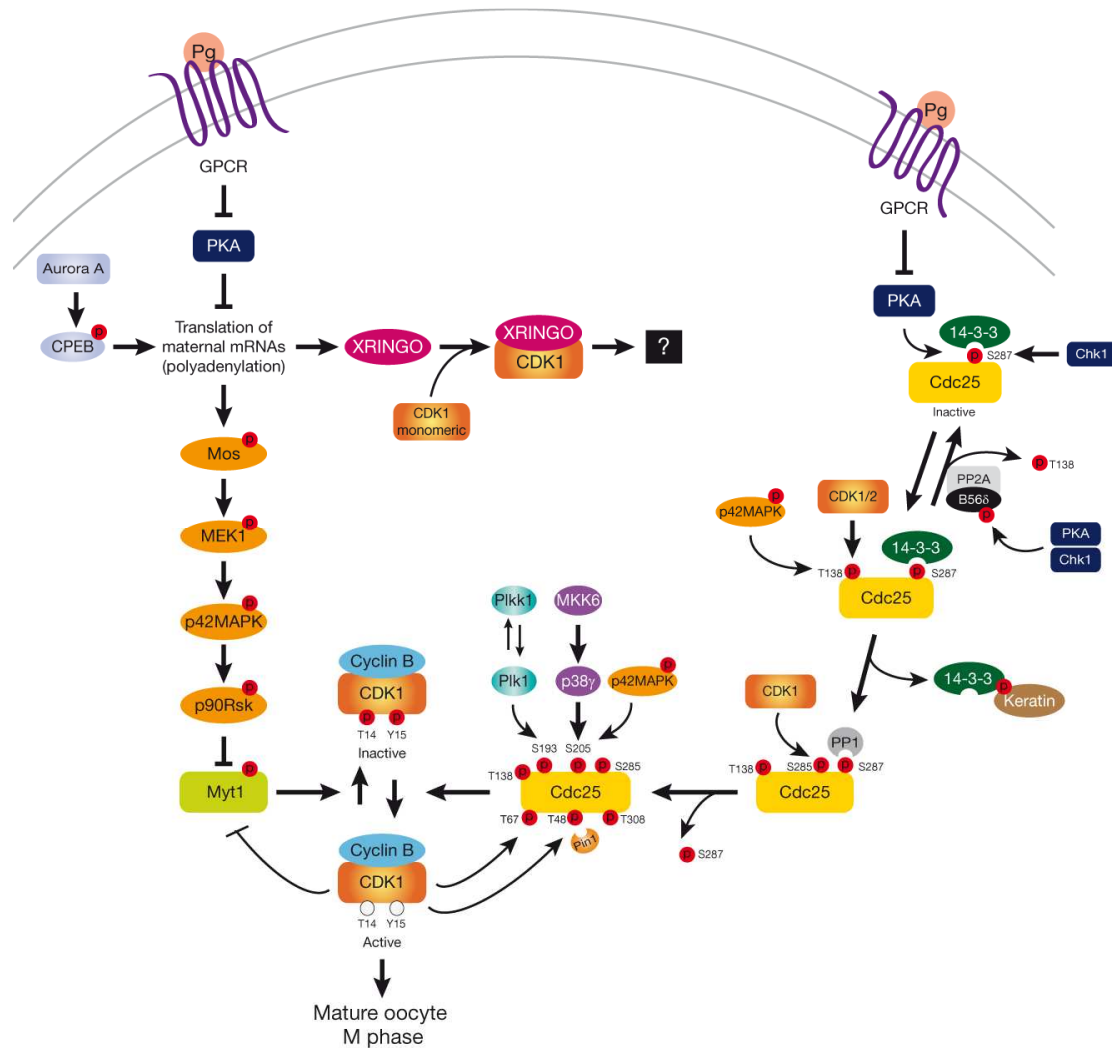 Pg
GPCR
PKA
Aurora A
p
CPEB
Translation of
maternal mRNAs
(polyadenylation)
XRINGO
XRINGO
CDK1
?
CDK1
monomeric
p
Mos
p
MEK1
p
p42MAPK
p
p90Rsk
p
Myt1
Cyclin B
CDK1
p
p
T14
Y15
Inactive
Cyclin B
CDK1
T14
Y15
Active
Mature oocyte
M phase
Plkk1
MKK6
Plk1
p38γ
p
p42MAPK
S193
S205
p
p
p
S285
T138
p
Cdc25
T67
p
T48
p
p
T308
Pin1
Pg
GPCR
PKA
14-3-3
p
S287
Chk1
Cdc25
Inactive
p
T138
PP2A
B56δ
p
PKA
Chk1
p
p42MAPK
CDK1/2
14-3-3
T138
p
p
S287
Cdc25
14-3-3
p
Keratin
CDK1
PP1
T138
p
S285
p
p
S287
Cdc25
p
S287